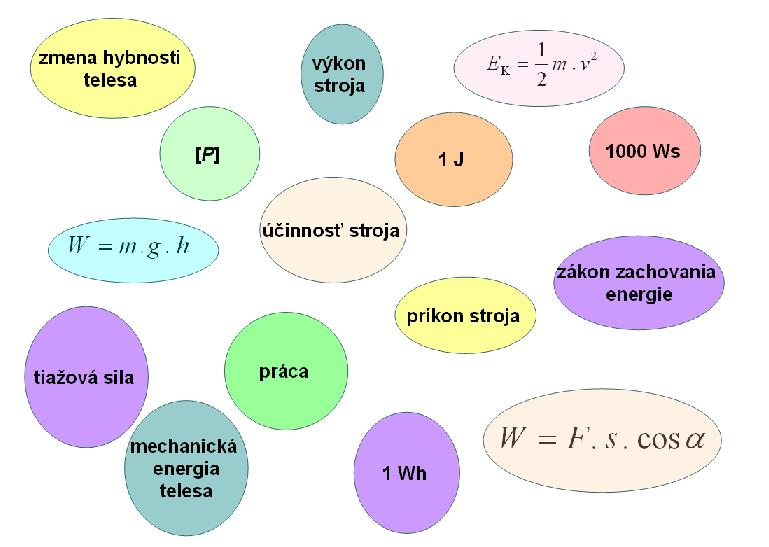 zmena hybnosti
telesa
výkon
stroja
E_K = 1/2 m . v²
[P]
1 J
1000 Ws
W = m . g . h
účinnosť stroja
zákon zachovania
energie
príkon stroja
tiažová sila
práca
mechanická
energia
telesa
1 Wh
W = F . s . cos α